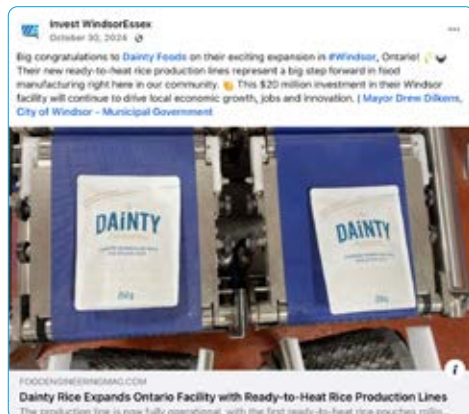 Invest WindsorEssex
October 30, 2024
Big congratulations to Dainty Foods on their exciting expansion in #Windsor, Ontario!
Their new ready-to-heat rice production lines represent a big step forward in food
manufacturing right here in our community. This $20 million investment in their Windsor
facility will continue to drive local economic growth, jobs and innovation. | Mayor Drew Dilkens,
City of Windsor - Municipal Government
DAiNTY
DAiNTY
250g
250g
FOODENGINEERINGMAG.COM
Dainty Rice Expands Ontario Facility with Ready-to-Heat Rice Production Lines
The production line is now fully operational, with the first ready-to-heat rice pouches rolling...